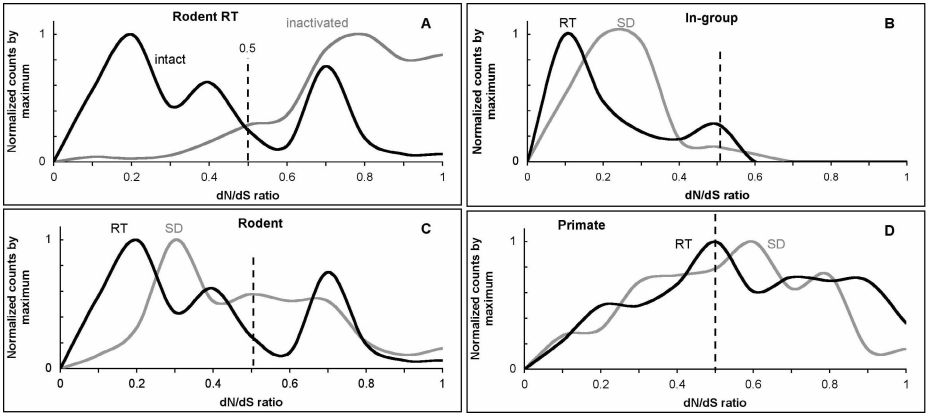 Rodent RT
A
inactivated
intact
0.5
1
0
Normalized counts by
maximum
0 0.2 0.4 0.6 0.8 1
dN/dS ratio
In-group
B
RT
SD
1
0
Normalized counts by
maximum
0 0.2 0.4 0.6 0.8 1
dN/dS ratio
Rodent
C
RT
SD
1
0
Normalized counts by
maximum
0 0.2 0.4 0.6 0.8 1
dN/dS ratio
Primate
D
RT
SD
1
0
Normalized counts by
maximum
0 0.2 0.4 0.6 0.8 1
dN/dS ratio